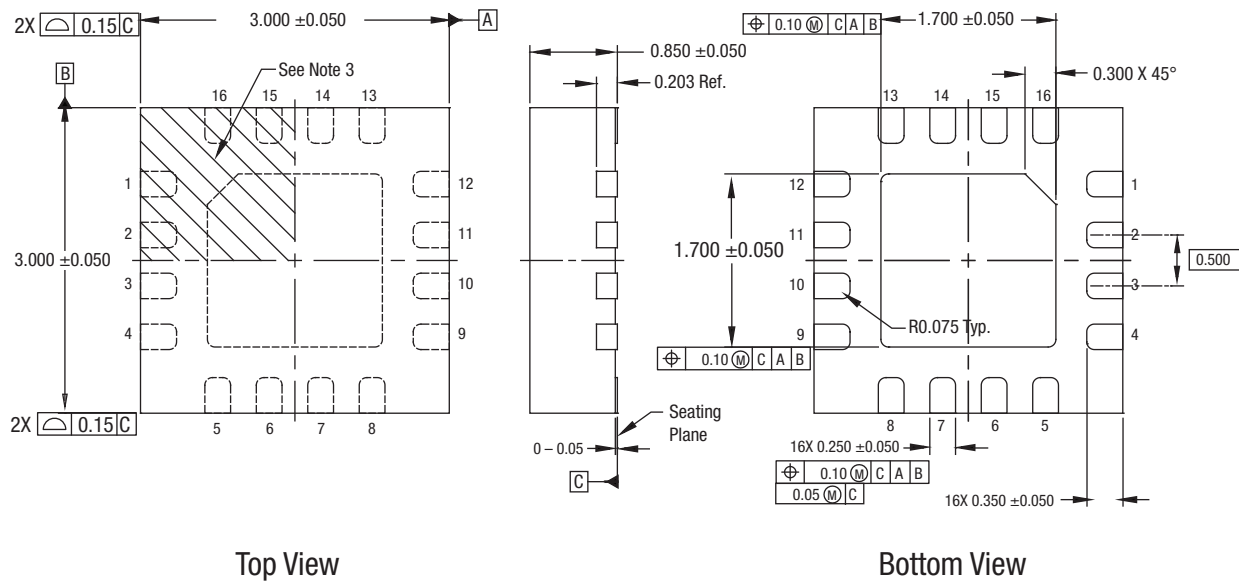 2X ⌓ 0.15 C
3.000 ±0.050
A
B
See Note 3
16 15 14 13
1
2
3
4
12
11
10
9
3.000 ±0.050
5 6 7 8
2X ⌓ 0.15 C
Top View
0.850 ±0.050
0.203 Ref.
Seating
Plane
0 – 0.05
C
⌖ 0.10 Ⓜ C A B
1.700 ±0.050
0.300 X 45°
13 14 15 16
12
11
10
9
1
2
3
4
1.700 ±0.050
0.500
R0.075 Typ.
⌖ 0.10 Ⓜ C A B
8 7 6 5
16X 0.250 ±0.050
⌖ 0.10 Ⓜ C A B
0.05 Ⓜ C
16X 0.350 ±0.050
Bottom View